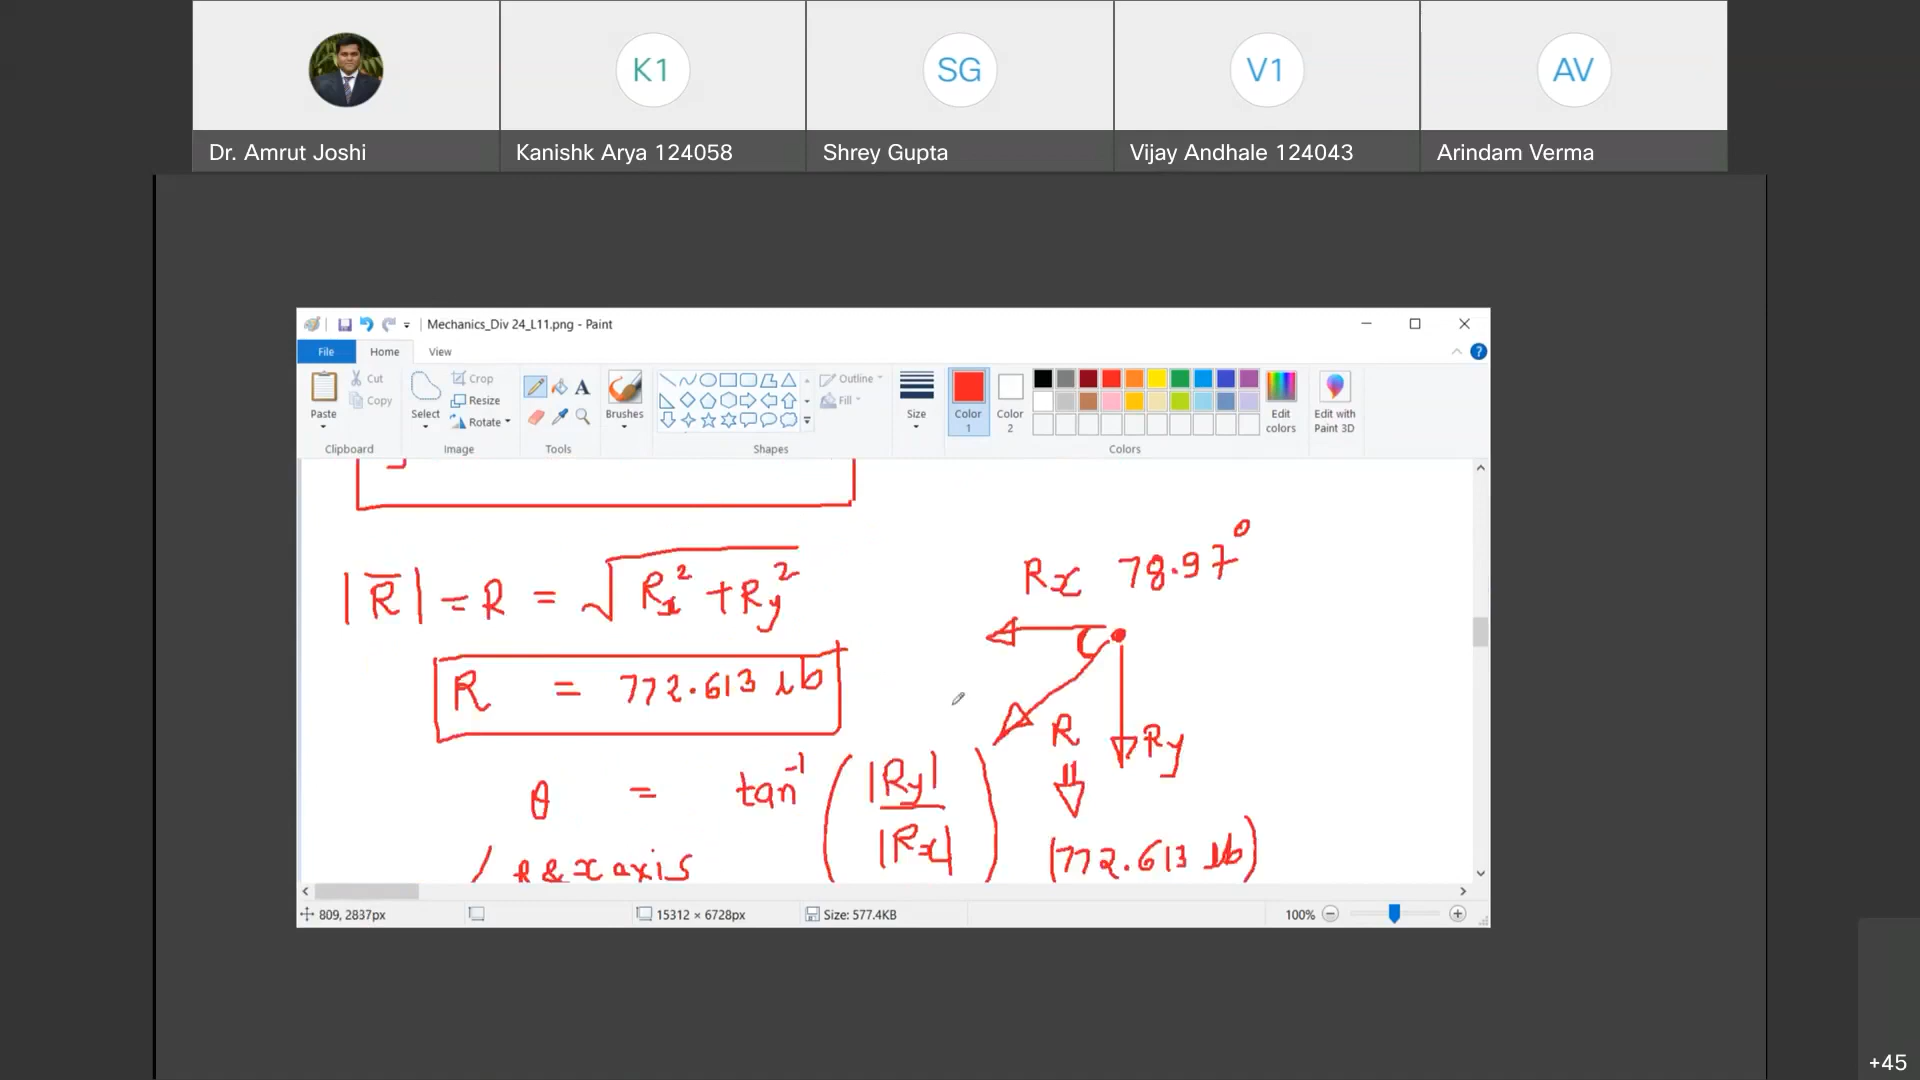 K1
SG
V1
AV
Dr. Amrut Joshi
Kanishk Arya 124058
Shrey Gupta
Vijay Andhale 124043
Arindam Verma
Mechanics_Div 24_L11.png - Paint
File Home View
Paste
Cut
Copy
Clipboard
Select
Crop
Resize
Rotate
Image
A
Tools
Brushes
Outline
Fill
Shapes
Size
Color 1
Color 2
Edit colors
Colors
Edit with Paint 3D
|R̅| = R = √Rx² + Ry²
R = 772.613 lb
θ = tan⁻¹ (|Ry| / |Rx|)
R & x axis
Rx 78.97°
R
Ry
(772.613 lb)
809, 2837px
15312 × 6728px
Size: 577.4KB
100%
+45